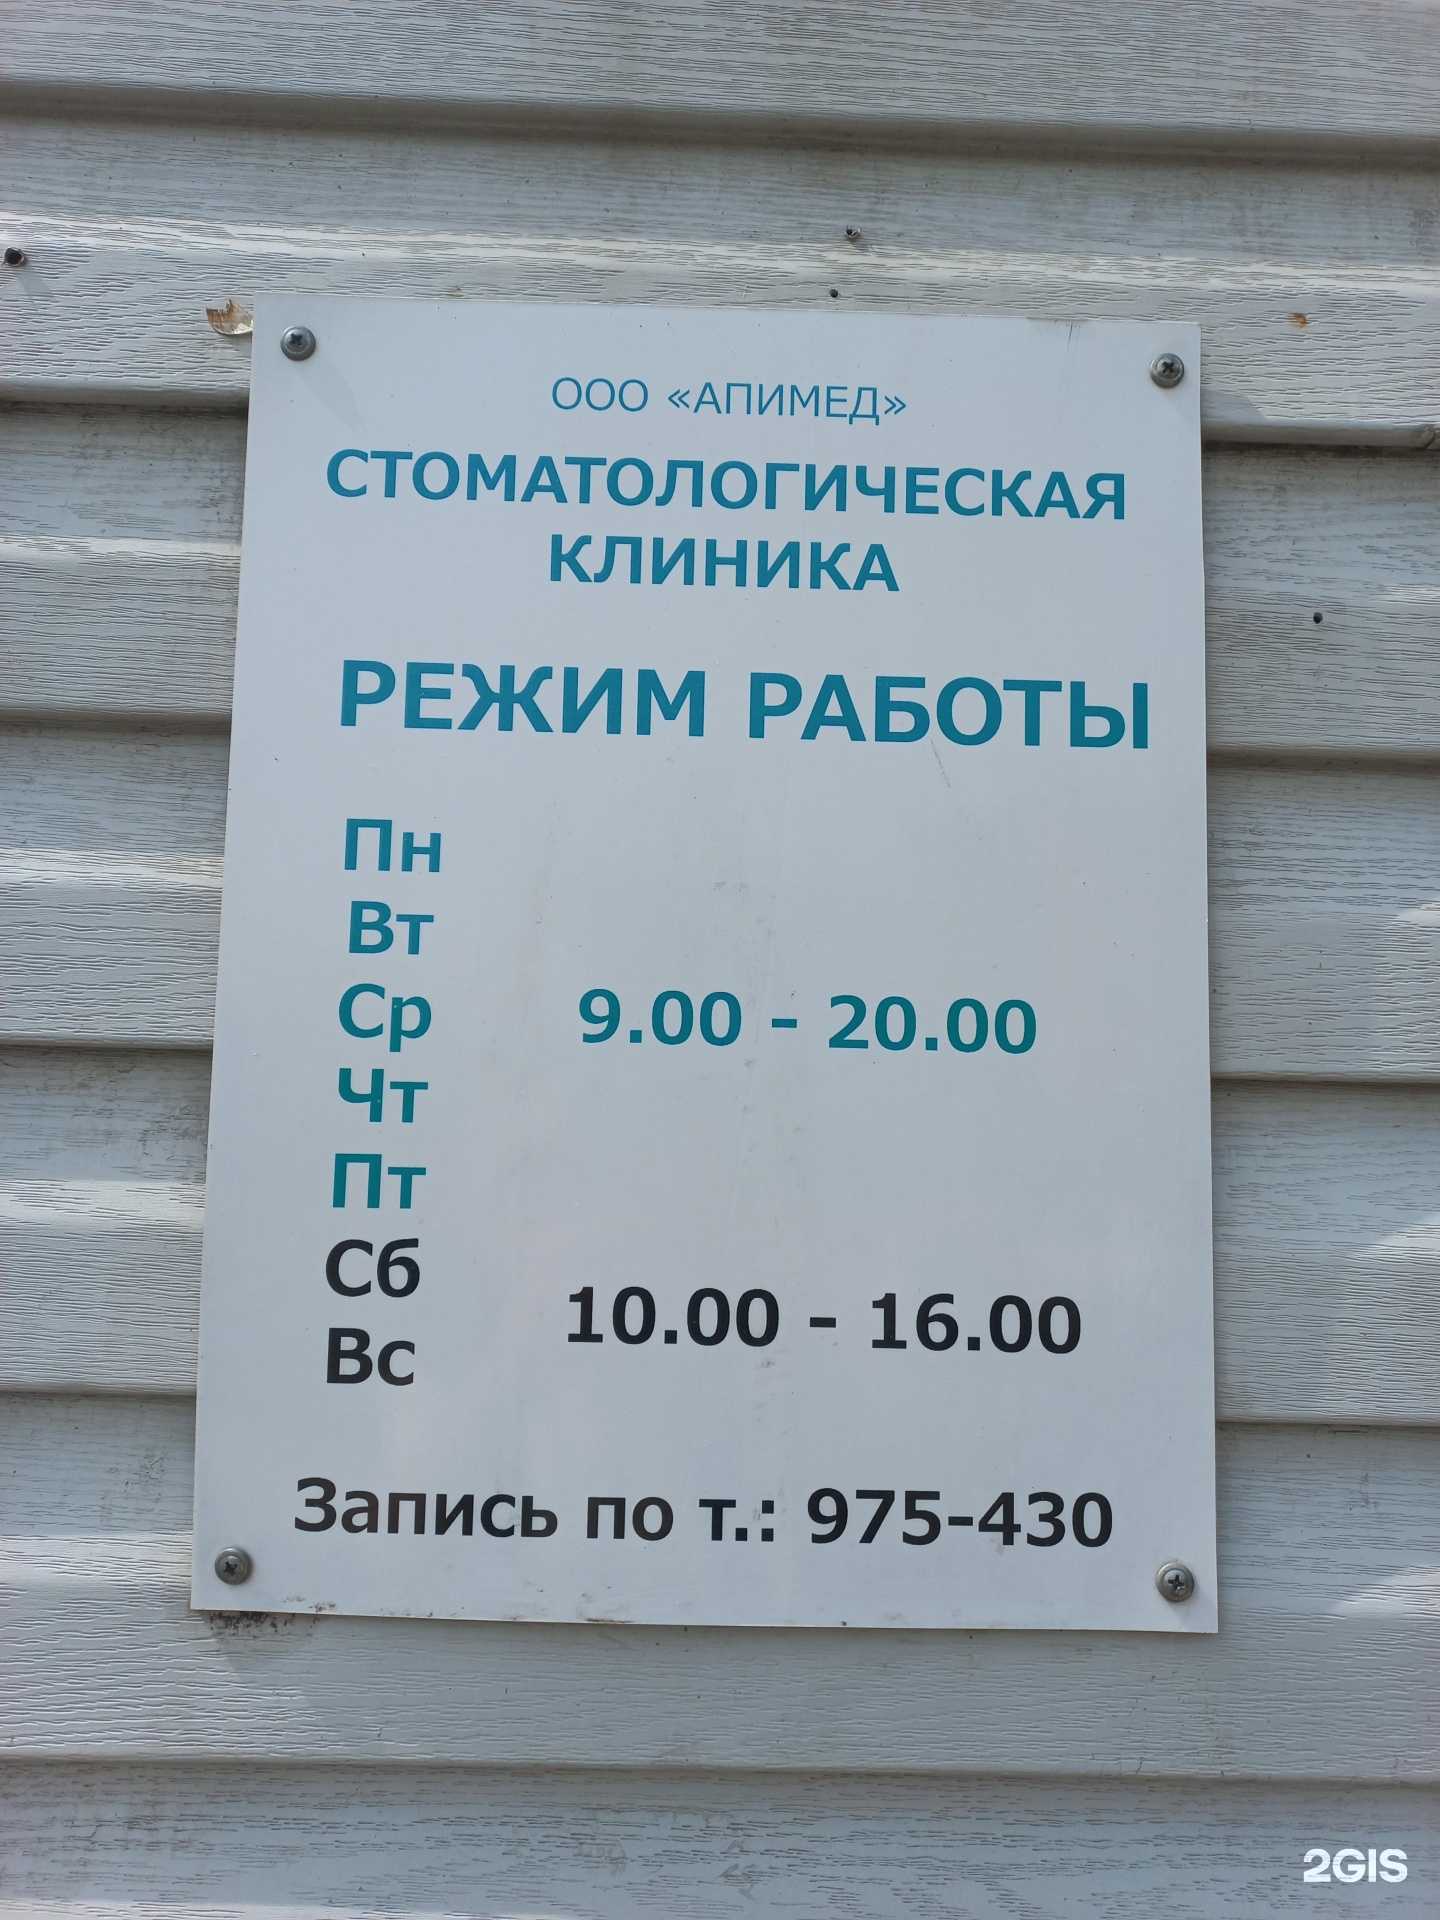 ООО «АПИМЕД»
СТОМАТОЛОГИЧЕСКАЯ
КЛИНИКА
РЕЖИМ РАБОТЫ
Пн
Вт
Ср 9.00 - 20.00
Чт
Пт
Сб
10.00 - 16.00
Вс
Запись по т.: 975-430
2GIS